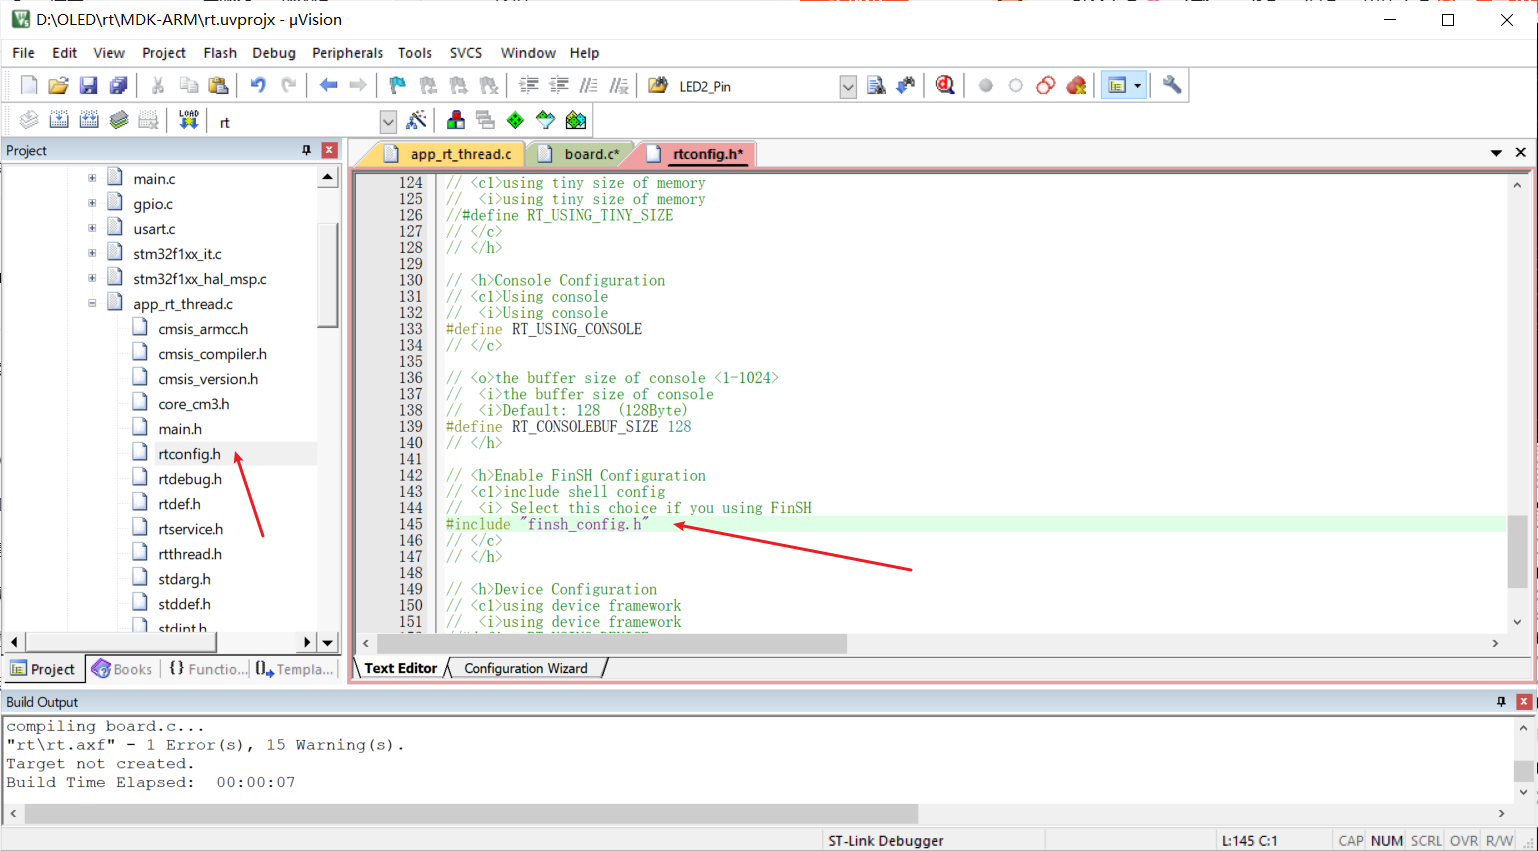 D:\OLED\rt\MDK-ARM\rt.uvprojx - µVision
File Edit View Project Flash Debug Peripherals Tools SVCS Window Help
LED2_Pin
LOAD
rt
Project
main.c
gpio.c
usart.c
stm32f1xx_it.c
stm32f1xx_hal_msp.c
app_rt_thread.c
cmsis_armcc.h
cmsis_compiler.h
cmsis_version.h
core_cm3.h
main.h
rtconfig.h
rtdebug.h
rtdef.h
rtservice.h
rtthread.h
stdarg.h
stddef.h
stdint.h
Project Books {} Functio... Templa...
app_rt_thread.c board.c* rtconfig.h*
124 // <c1>using tiny size of memory
125 //  <i>using tiny size of memory
126 //#define RT_USING_TINY_SIZE
127 // </c>
128 // </h>
129
130 // <h>Console Configuration
131 // <c1>Using console
132 //  <i>Using console
133 #define RT_USING_CONSOLE
134 // </c>
135
136 // <o>the buffer size of console <1-1024>
137 //  <i>the buffer size of console
138 //  <i>Default: 128  (128Byte)
139 #define RT_CONSOLEBUF_SIZE 128
140 // </h>
141
142 // <h>Enable FinSH Configuration
143 // <c1>include shell config
144 //  <i> Select this choice if you using FinSH
145 #include "finsh_config.h"
146 // </c>
147 // </h>
148
149 // <h>Device Configuration
150 // <c1>using device framework
151 //  <i>using device framework
Text Editor Configuration Wizard
Build Output
compiling board.c...
"rt\rt.axf" - 1 Error(s), 15 Warning(s).
Target not created.
Build Time Elapsed:  00:00:07
ST-Link Debugger L:145 C:1 CAP NUM SCRL OVR R/W